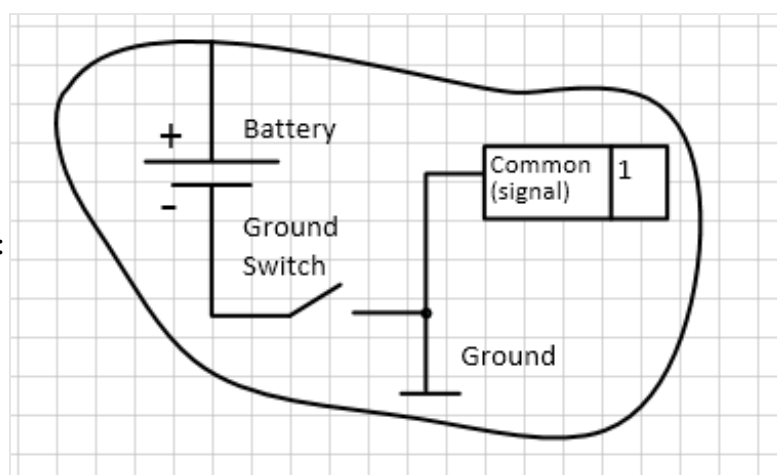 +
Battery
-
Common
(signal)
1
Ground
Switch
Ground
: